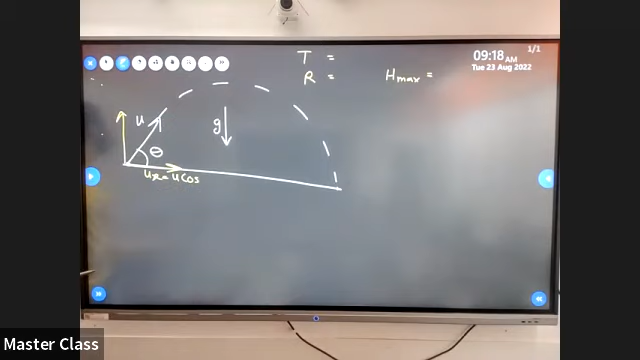 T =
R =
Hmax =
09:18 AM
Tue 23 Aug 2022
1/1
u
θ
g
ux = u cos
Master Class